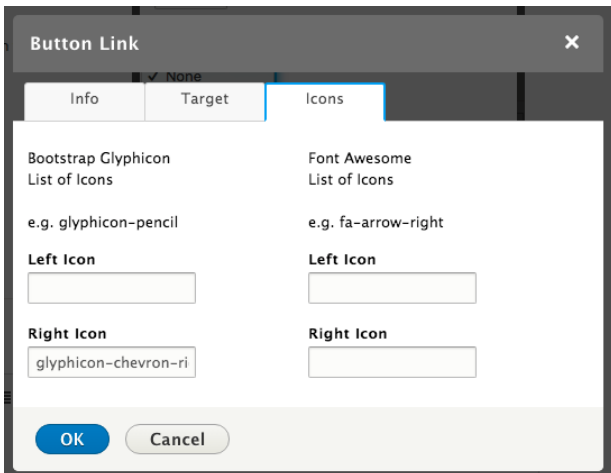 Button Link
×
✓ None
Info
Target
Icons
Bootstrap Glyphicon
List of Icons
e.g. glyphicon-pencil
Left Icon
Right Icon
glyphicon-chevron-ri
Font Awesome
List of Icons
e.g. fa-arrow-right
Left Icon
Right Icon
OK
Cancel